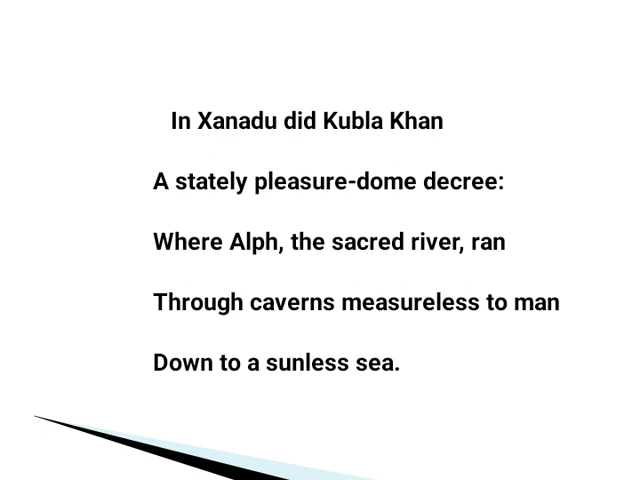 In Xanadu did Kubla Khan
A stately pleasure-dome decree:
Where Alph, the sacred river, ran
Through caverns measureless to man
Down to a sunless sea.